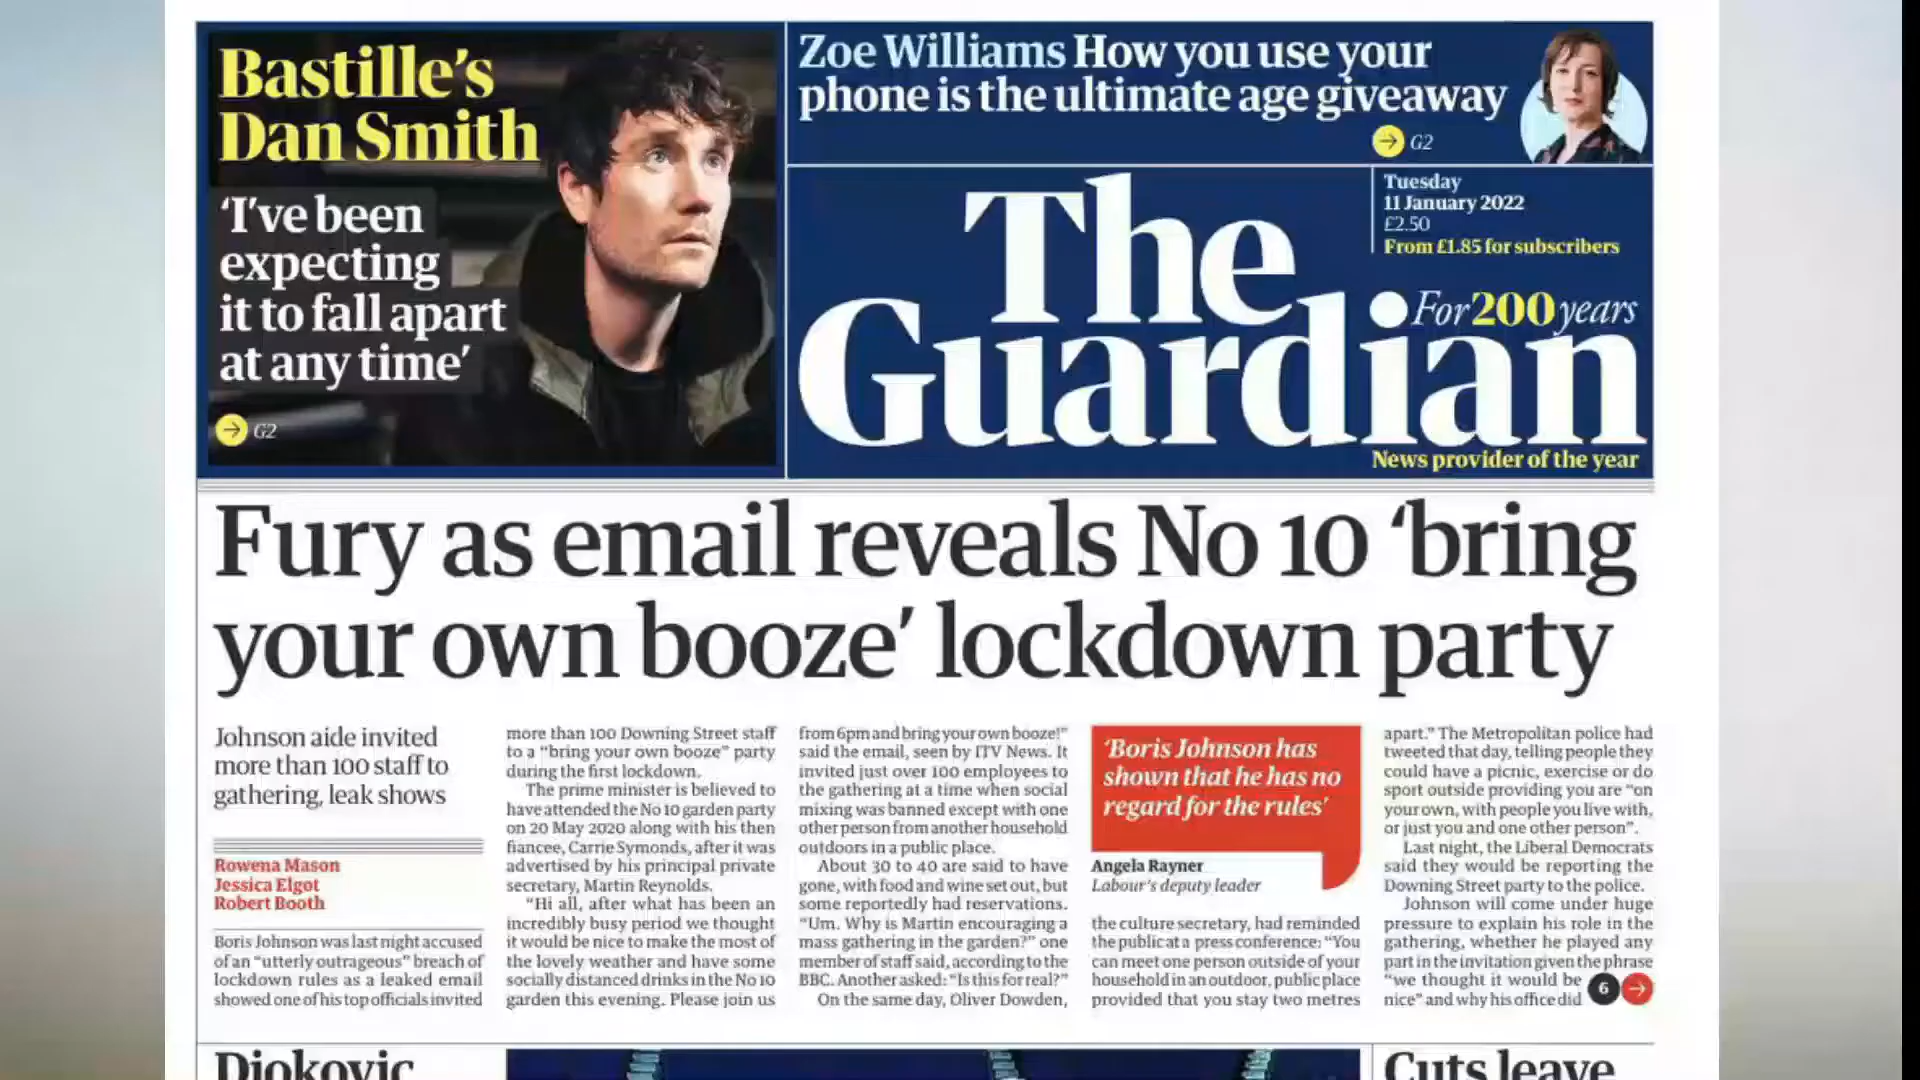 Bastille’s
Dan Smith
‘I’ve been
expecting
it to fall apart
at any time’
G2
Zoe Williams How you use your
phone is the ultimate age giveaway
G2
Tuesday
11 January 2022
£2.50
From £1.85 for subscribers
The
Guardian
For 200 years
News provider of the year
Fury as email reveals No 10 ‘bring
your own booze’ lockdown party
Johnson aide invited
more than 100 staff to
gathering, leak shows
Rowena Mason
Jessica Elgot
Robert Booth
Boris Johnson was last night accused
of an “utterly outrageous” breach of
lockdown rules as a leaked email
showed one of his top officials invited
more than 100 Downing Street staff
to a “bring your own booze” party
during the first lockdown.
The prime minister is believed to
have attended the No 10 garden party
on 20 May 2020 along with his then
fiancee, Carrie Symonds, after it was
advertised by his principal private
secretary, Martin Reynolds.
“Hi all, after what has been an
incredibly busy period we thought
it would be nice to make the most of
the lovely weather and have some
socially distanced drinks in the No 10
garden this evening. Please join us
from 6pm and bring your own booze!”
said the email, seen by ITV News. It
invited just over 100 employees to
the gathering at a time when social
mixing was banned except with one
other person from another household
outdoors in a public place.
About 30 to 40 are said to have
gone, with food and wine set out, but
some reportedly had reservations.
“Um. Why is Martin encouraging a
mass gathering in the garden?” one
member of staff said, according to the
BBC. Another asked: “Is this for real?”
On the same day, Oliver Dowden,
‘Boris Johnson has
shown that he has no
regard for the rules’
Angela Rayner
Labour’s deputy leader
the culture secretary, had reminded
the public at a press conference: “You
can meet one person outside of your
household in an outdoor, public place
provided that you stay two metres
apart.” The Metropolitan police had
tweeted that day, telling people they
could have a picnic, exercise or do
sport outside providing you are “on
your own, with people you live with,
or just you and one other person”.
Last night, the Liberal Democrats
said they would be reporting the
Downing Street party to the police.
Johnson will come under huge
pressure to explain his role in the
gathering, whether he played any
part in the invitation given the phrase
“we thought it would be
nice” and why his office did
6
Djokovic
Cuts leave